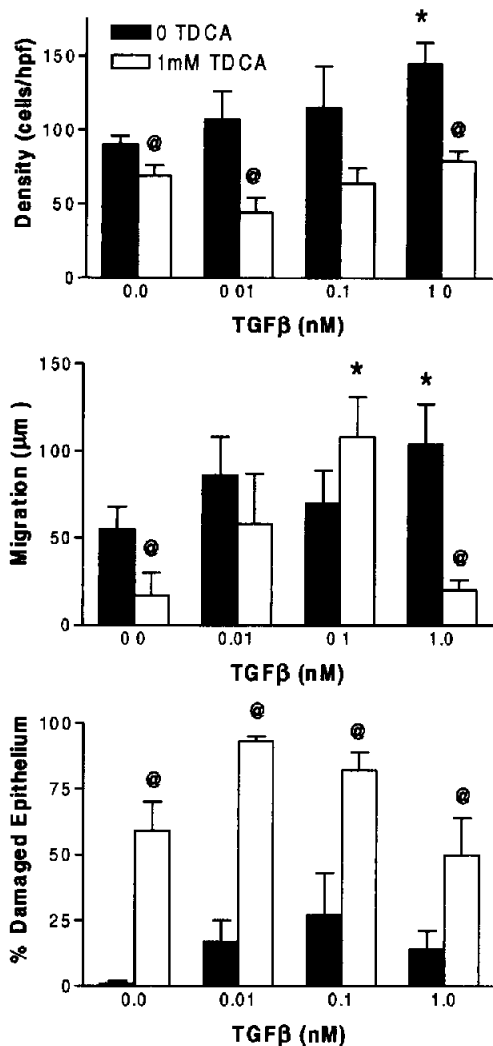 0 TDCA
1mM TDCA
*
150
100
50
0
Density (cells/hpf)
@ @ @
0.0 0 01 0.1 1 0
TGFβ (nM)
* *
150
100
50
0
Migration (μm )
@ @
0 0 0.01 0 1 1.0
TGFβ (nM)
100
75
50
25
0
% Damaged Epithelium
@ @ @ @
0.0 0.01 0.1 1.0
TGFβ (nM)